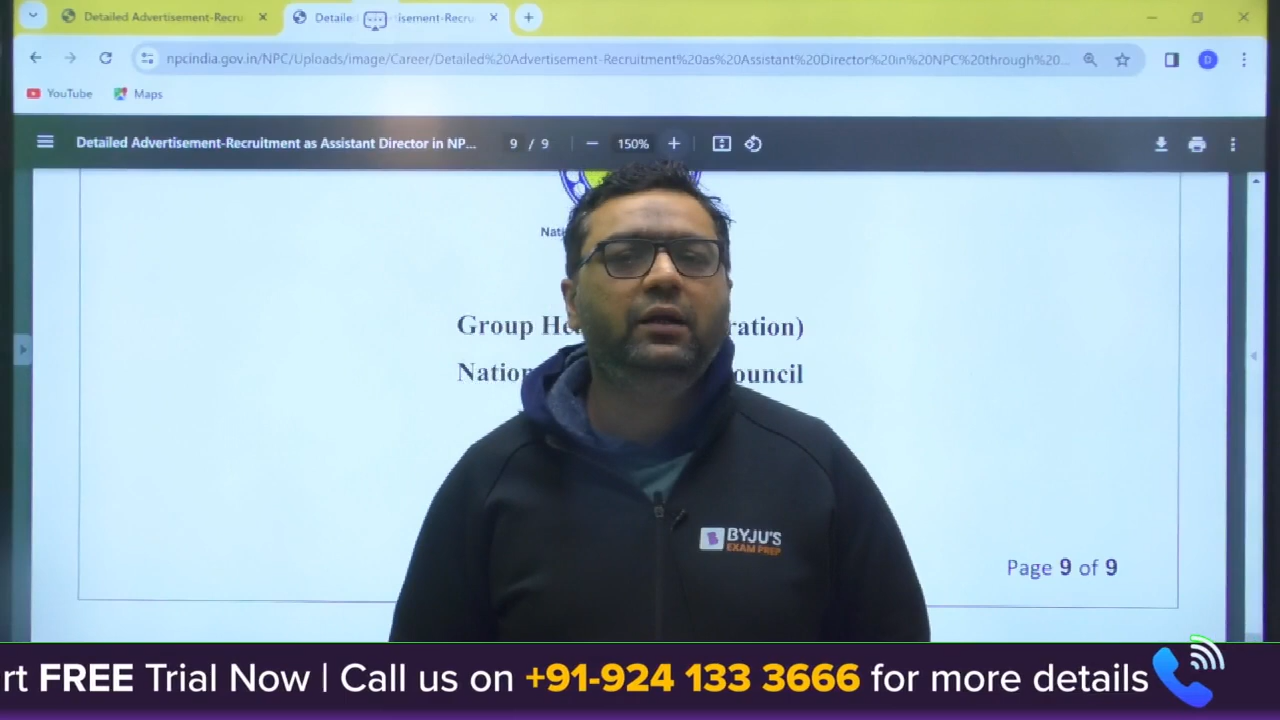 Detailed Advertisement-Recru
Detailed isement-Recru
npcindia.gov.in/NPC/Uploads/image/Career/Detailed%20Advertisement-Recruitment%20as%20Assistant%20Director%20in%20NPC%20through%20...
D
YouTube Maps
Detailed Advertisement-Recruitment as Assistant Director in NP... 9 / 9 150%
Nati
Group He ration)
Nation ouncil
BYJU'S
EXAM PREP
Page 9 of 9
rt FREE Trial Now | Call us on +91-924 133 3666 for more details